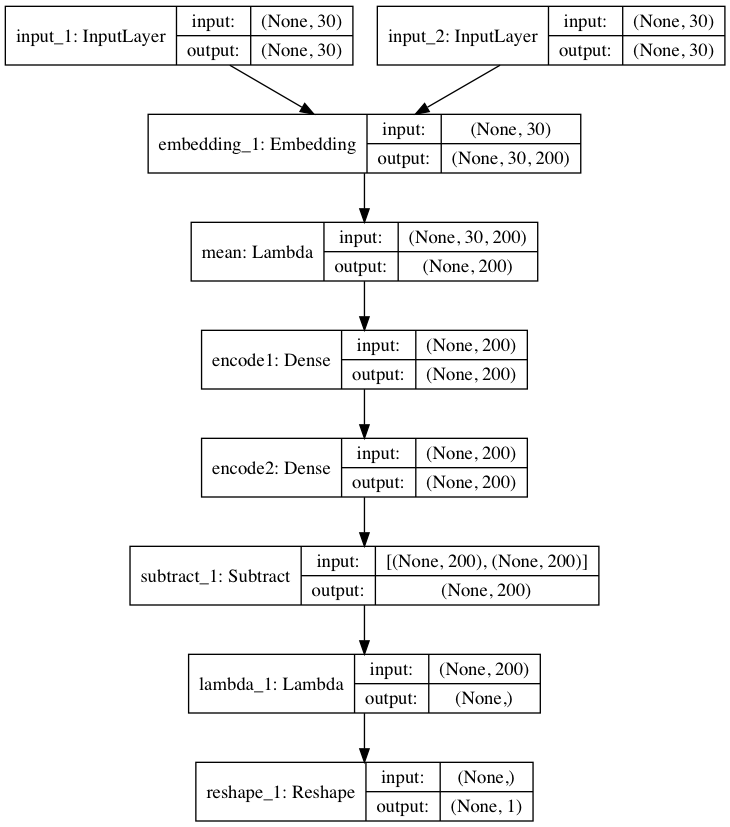 input_1: InputLayer input: (None, 30) output: (None, 30)
input_2: InputLayer input: (None, 30) output: (None, 30)
embedding_1: Embedding input: (None, 30) output: (None, 30, 200)
mean: Lambda input: (None, 30, 200) output: (None, 200)
encode1: Dense input: (None, 200) output: (None, 200)
encode2: Dense input: (None, 200) output: (None, 200)
subtract_1: Subtract input: [(None, 200), (None, 200)] output: (None, 200)
lambda_1: Lambda input: (None, 200) output: (None,)
reshape_1: Reshape input: (None,) output: (None, 1)